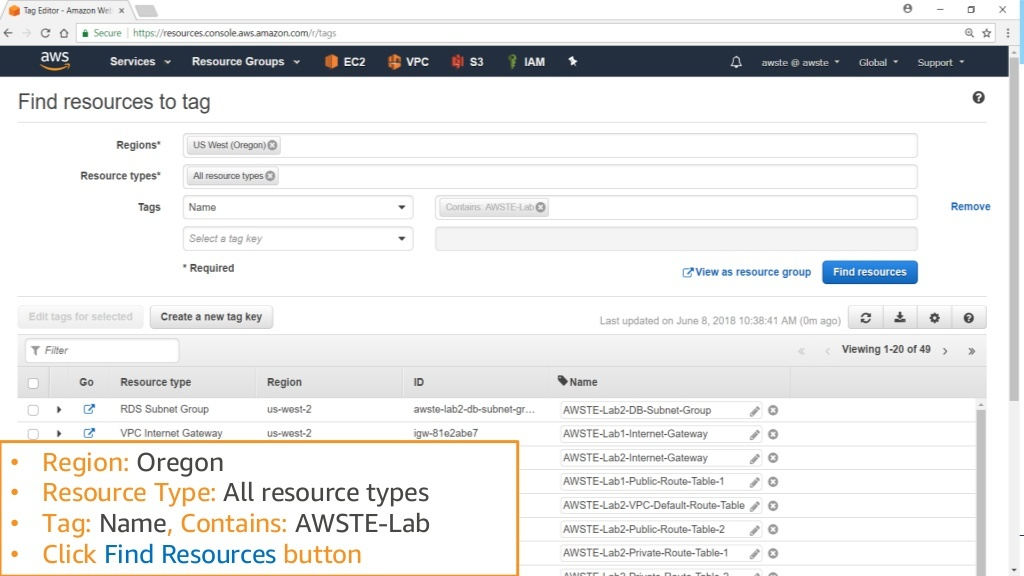 Tag Editor - Amazon We
Secure https://resources.console.aws.amazon.com/r/tags
aws Services Resource Groups EC2 VPC S3 IAM awste @ awste Global Support
Find resources to tag
Regions* US West (Oregon)
Resource types* All resource types
Tags Name Contains: AWSTE-Lab Remove
Select a tag key
* Required View as resource group Find resources
Edit tags for selected Create a new tag key Last updated on June 8, 2018 10:38:41 AM (0m ago)
Filter « ‹ Viewing 1-20 of 49 › »
Go Resource type Region ID Name
RDS Subnet Group us-west-2 awste-lab2-db-subnet-gr... AWSTE-Lab2-DB-Subnet-Group
VPC Internet Gateway us-west-2 igw-81e2abe7 AWSTE-Lab1-Internet-Gateway
AWSTE-Lab2-Internet-Gateway
AWSTE-Lab1-Public-Route-Table-1
AWSTE-Lab2-VPC-Default-Route-Table
AWSTE-Lab2-Public-Route-Table-2
AWSTE-Lab2-Private-Route-Table-1
AWSTE-Lab2-Private-Route-Table-2
• Region: Oregon
• Resource Type: All resource types
• Tag: Name, Contains: AWSTE-Lab
• Click Find Resources button